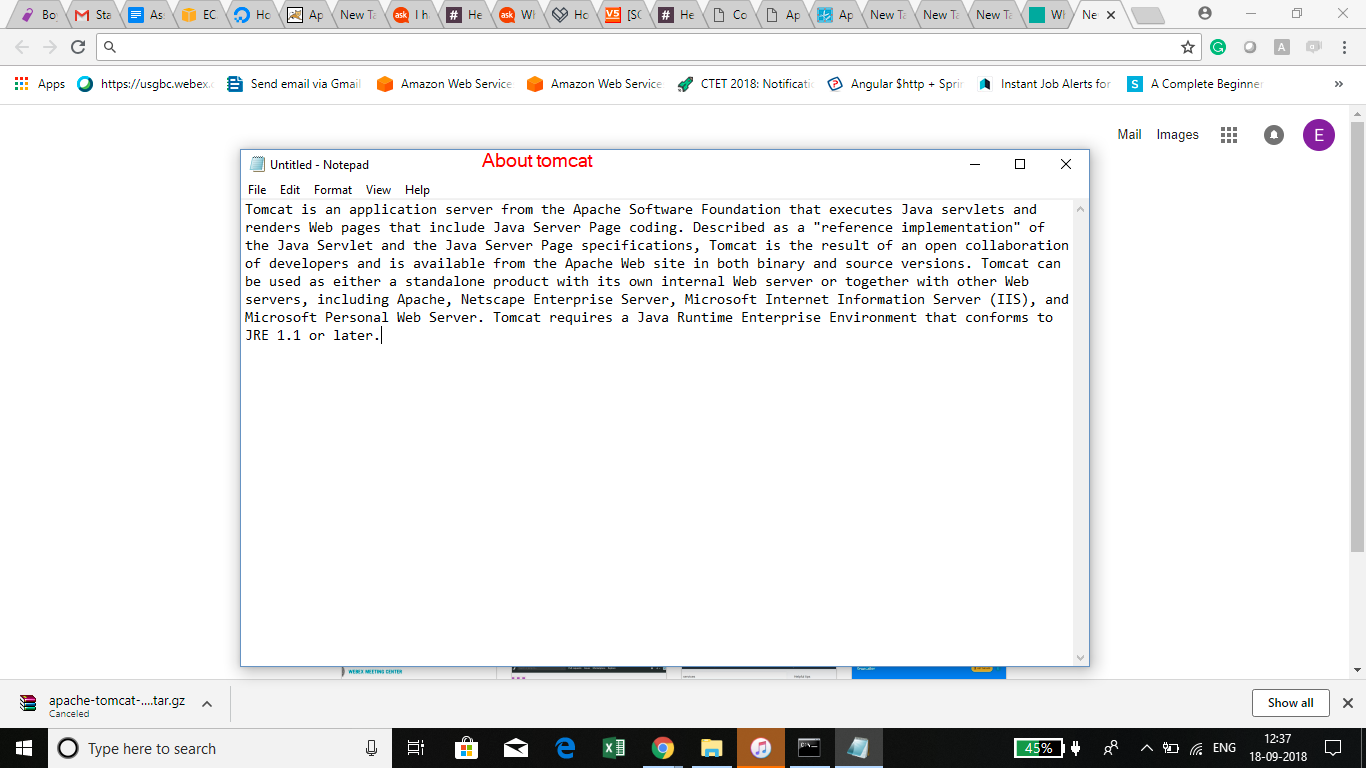 Bo
Sta
As
EC
Ho
Ap
New Ta
ask
I h
#
He
ask
Wh
Ho
V5
[SO
#
He
Co
Ap
Ap
New Ta
New Ta
New Ta
Wh
Ne
Apps
https://usgbc.webex.c
Send email via Gmail
Amazon Web Service
Amazon Web Service
CTET 2018: Notificati
Angular $http + Sprin
Instant Job Alerts for
S
A Complete Beginner
»
Mail
Images
E
Untitled - Notepad
About tomcat
File Edit Format View Help
Tomcat is an application server from the Apache Software Foundation that executes Java servlets and
renders Web pages that include Java Server Page coding. Described as a "reference implementation" of
the Java Servlet and the Java Server Page specifications, Tomcat is the result of an open collaboration
of developers and is available from the Apache Web site in both binary and source versions. Tomcat can
be used as either a standalone product with its own internal Web server or together with other Web
servers, including Apache, Netscape Enterprise Server, Microsoft Internet Information Server (IIS), and
Microsoft Personal Web Server. Tomcat requires a Java Runtime Enterprise Environment that conforms to
JRE 1.1 or later.
WEBEX MEETING CENTER
apache-tomcat-....tar.gz
Canceled
Show all
Type here to search
45%
ENG
12:37
18-09-2018